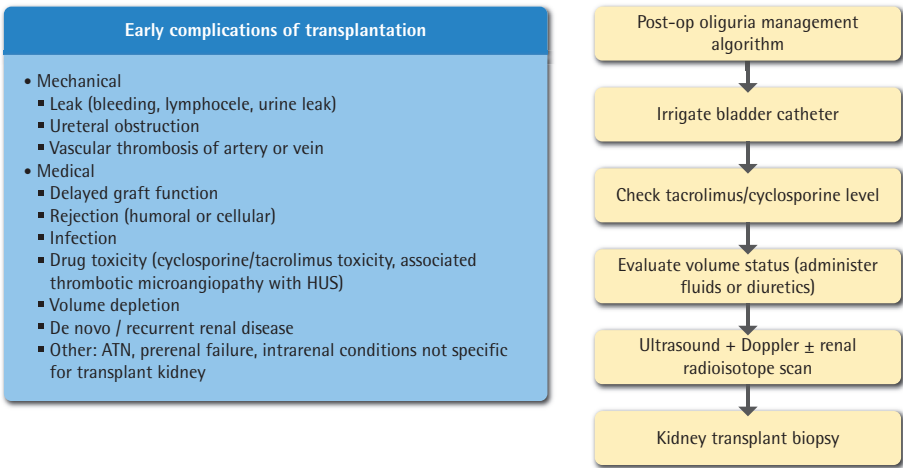 Early complications of transplantation
• Mechanical
▪ Leak (bleeding, lymphocele, urine leak)
▪ Ureteral obstruction
▪ Vascular thrombosis of artery or vein
• Medical
▪ Delayed graft function
▪ Rejection (humoral or cellular)
▪ Infection
▪ Drug toxicity (cyclosporine/tacrolimus toxicity, associated
thrombotic microangiopathy with HUS)
▪ Volume depletion
▪ De novo / recurrent renal disease
▪ Other: ATN, prerenal failure, intrarenal conditions not specific
for transplant kidney
Post-op oliguria management
algorithm
Irrigate bladder catheter
Check tacrolimus/cyclosporine level
Evaluate volume status (administer
fluids or diuretics)
Ultrasound + Doppler ± renal
radioisotope scan
Kidney transplant biopsy